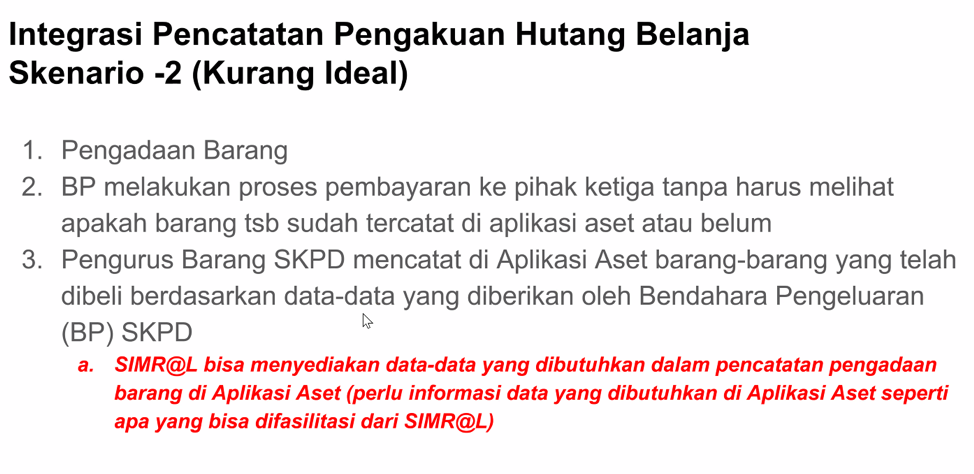 Integrasi Pencatatan Pengakuan Hutang Belanja
Skenario -2 (Kurang Ideal)
1. Pengadaan Barang
2. BP melakukan proses pembayaran ke pihak ketiga tanpa harus melihat
apakah barang tsb sudah tercatat di aplikasi aset atau belum
3. Pengurus Barang SKPD mencatat di Aplikasi Aset barang-barang yang telah
dibeli berdasarkan data-data yang diberikan oleh Bendahara Pengeluaran
(BP) SKPD
a. SIMR@L bisa menyediakan data-data yang dibutuhkan dalam pencatatan pengadaan
barang di Aplikasi Aset (perlu informasi data yang dibutuhkan di Aplikasi Aset seperti
apa yang bisa difasilitasi dari SIMR@L)